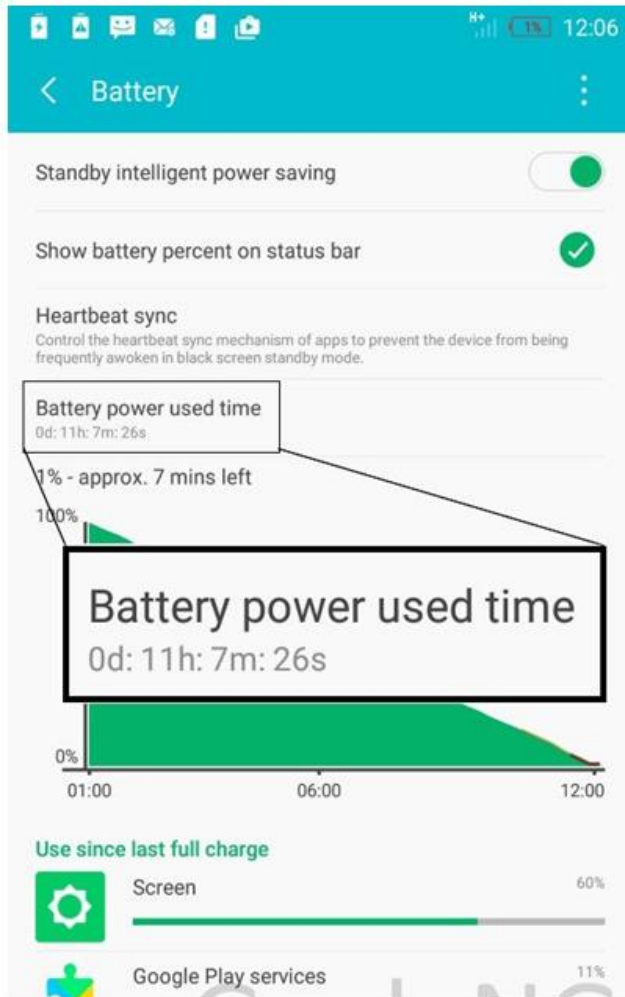 H+
1%
12:06
Battery
Standby intelligent power saving
Show battery percent on status bar
Heartbeat sync
Control the heartbeat sync mechanism of apps to prevent the device from being
frequently awoken in black screen standby mode.
Battery power used time
0d: 11h: 7m: 26s
1% - approx. 7 mins left
100%
Battery power used time
0d: 11h: 7m: 26s
0%
01:00 06:00 12:00
Use since last full charge
Screen 60%
Google Play services 11%